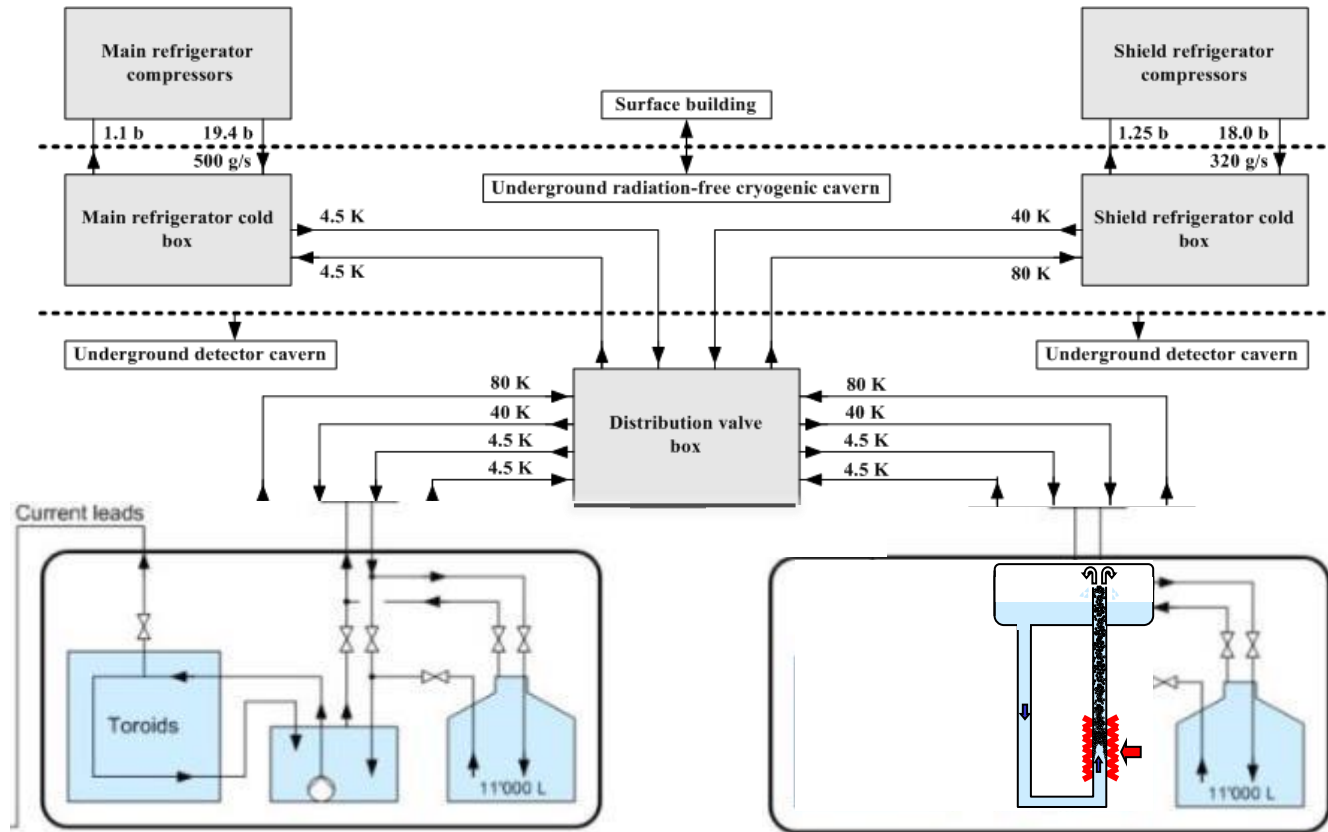 Main refrigerator
compressors
Shield refrigerator
compressors
Surface building
1.1 b
19.4 b
1.25 b
18.0 b
500 g/s
320 g/s
Underground radiation-free cryogenic cavern
Main refrigerator cold
box
4.5 K
4.5 K
40 K
80 K
Shield refrigerator cold
box
Underground detector cavern
Underground detector cavern
80 K
40 K
4.5 K
4.5 K
Distribution valve
box
80 K
40 K
4.5 K
4.5 K
Current leads
Toroids
11'000 L
11'000 L